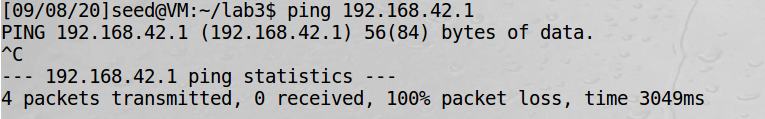 [09/08/20]seed@VM:~/lab3$ ping 192.168.42.1
PING 192.168.42.1 (192.168.42.1) 56(84) bytes of data.
^C
--- 192.168.42.1 ping statistics ---
4 packets transmitted, 0 received, 100% packet loss, time 3049ms